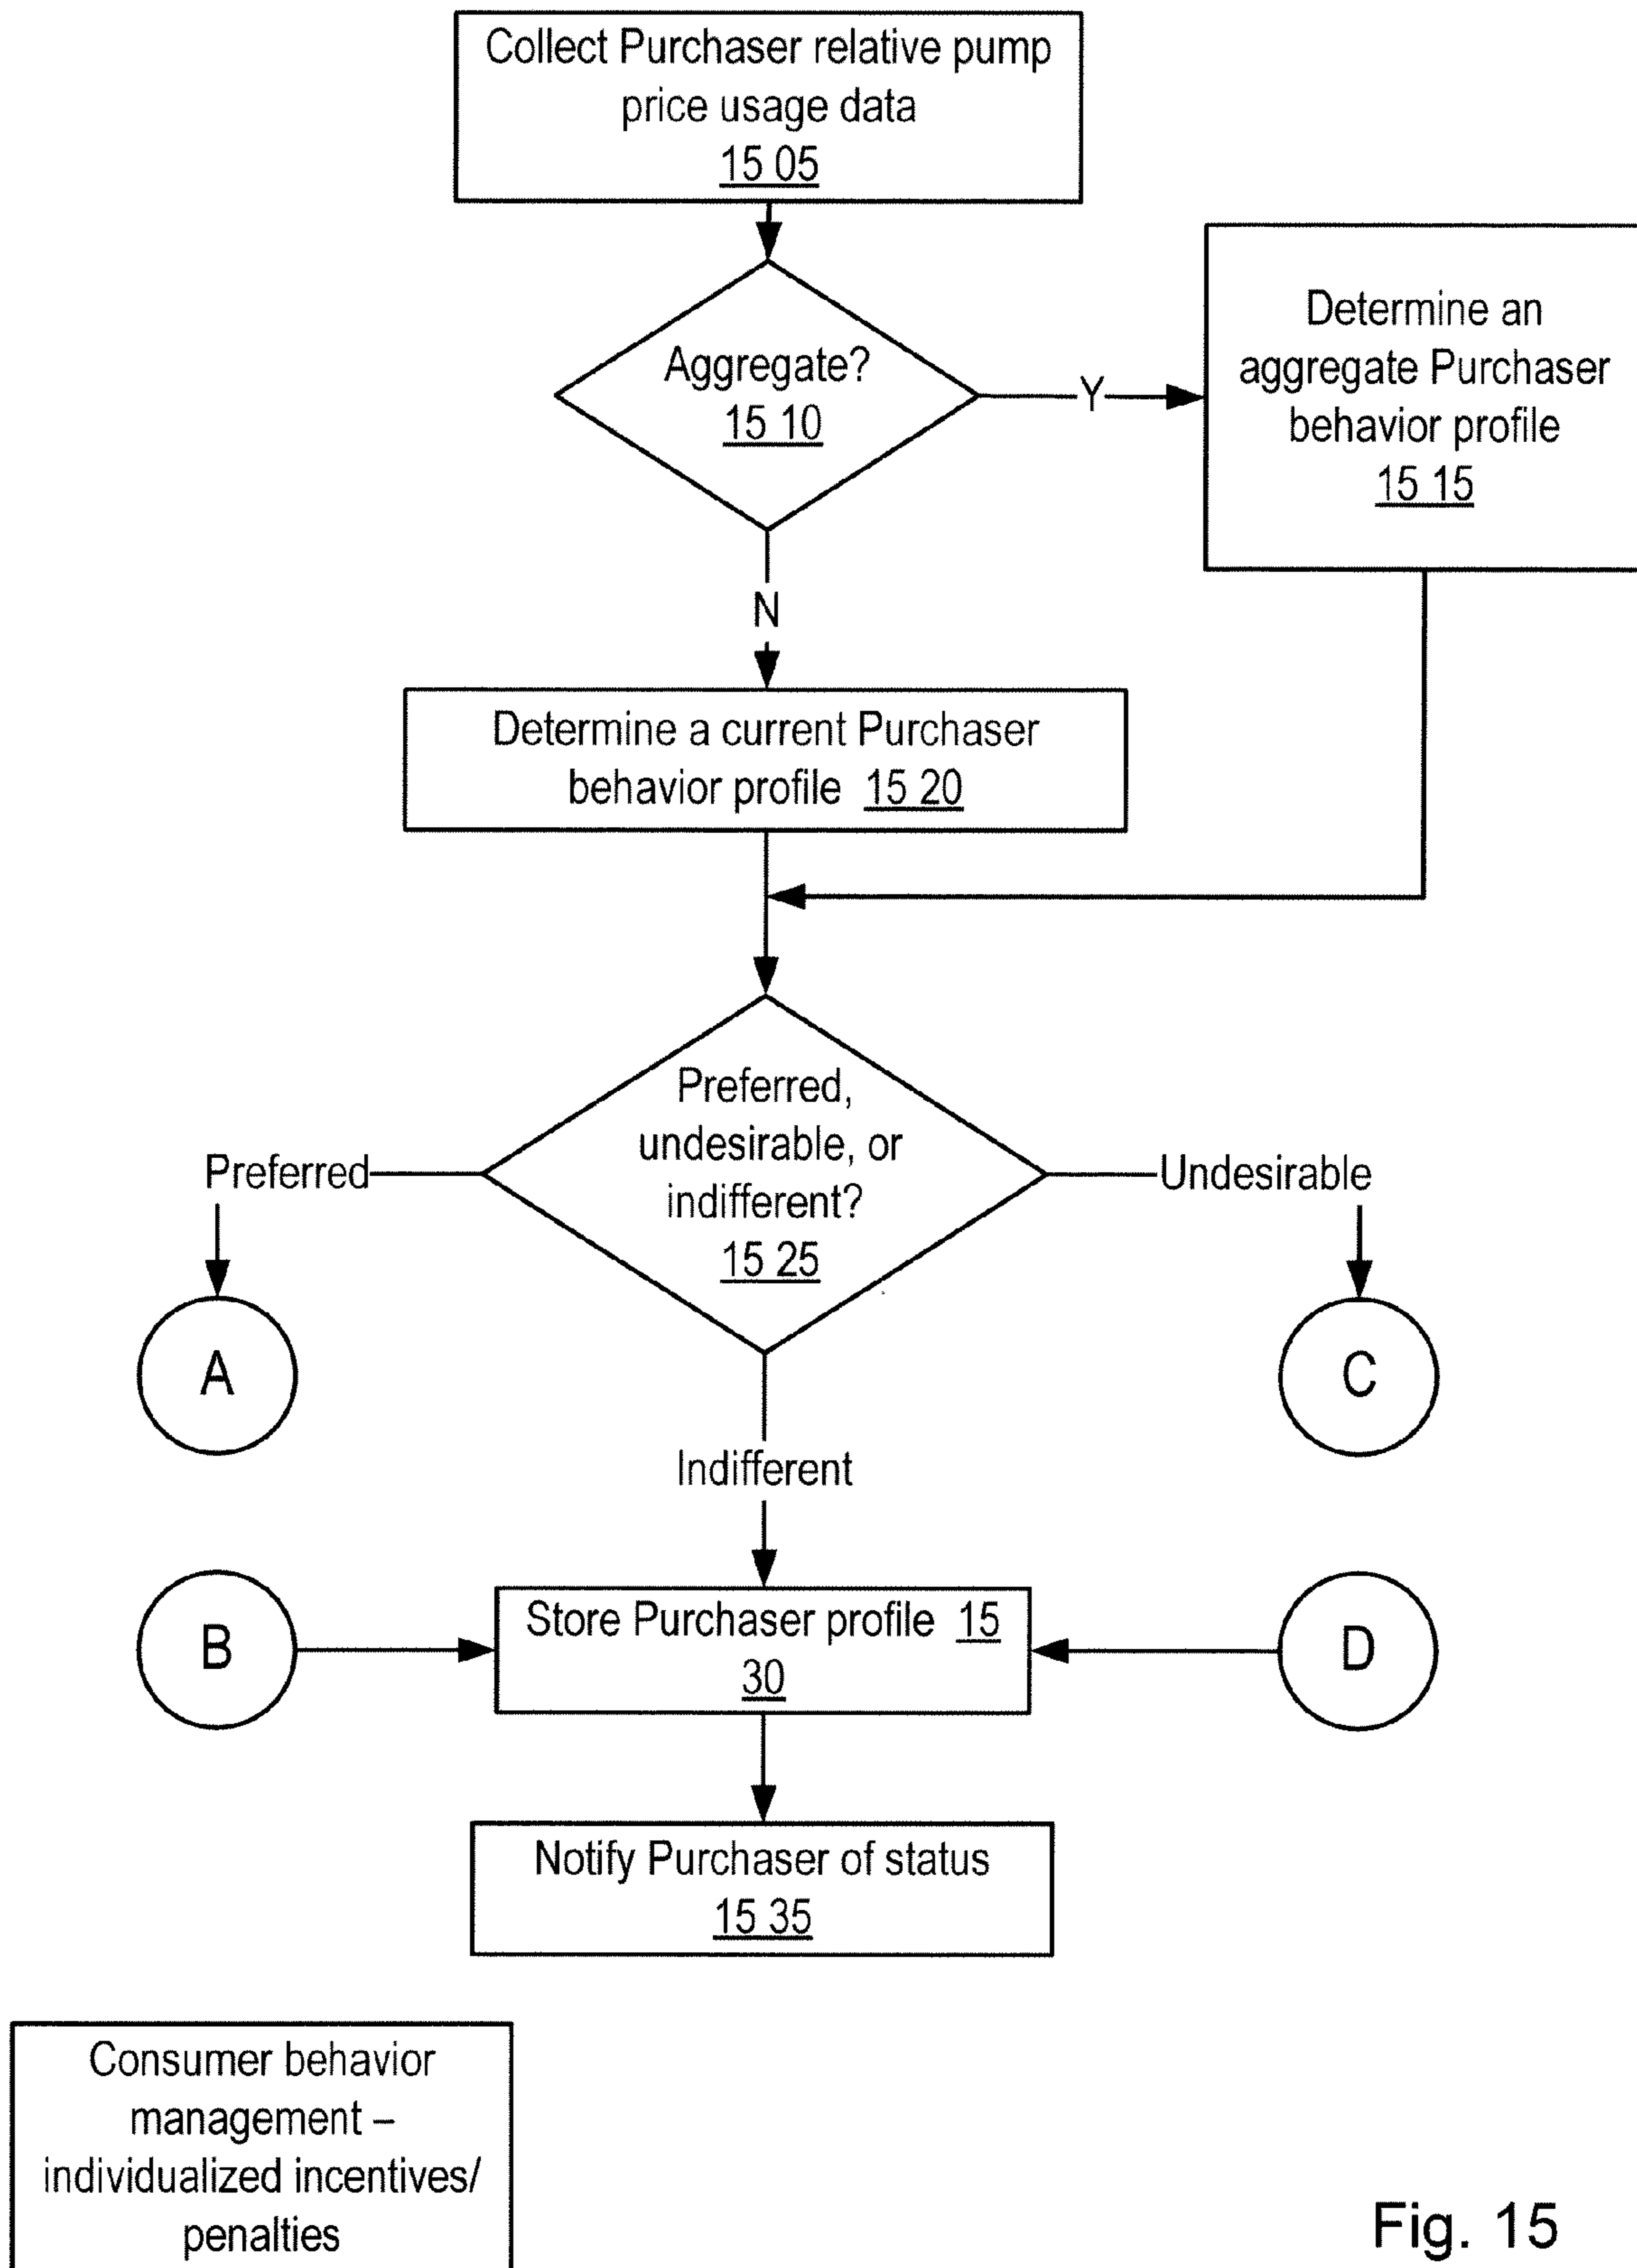 Collect Purchaser relative pump
price usage data
15 05
Aggregate?
15 10
Y
Determine an
aggregate Purchaser
behavior profile
15 15
N
Determine a current Purchaser
behavior profile 15 20
Preferred,
undesirable, or
indifferent?
15 25
Preferred
Undesirable
A
C
Indifferent
B
Store Purchaser profile 15
30
D
Notify Purchaser of status
15 35
Consumer behavior
management –
individualized incentives/
penalties
Fig. 15